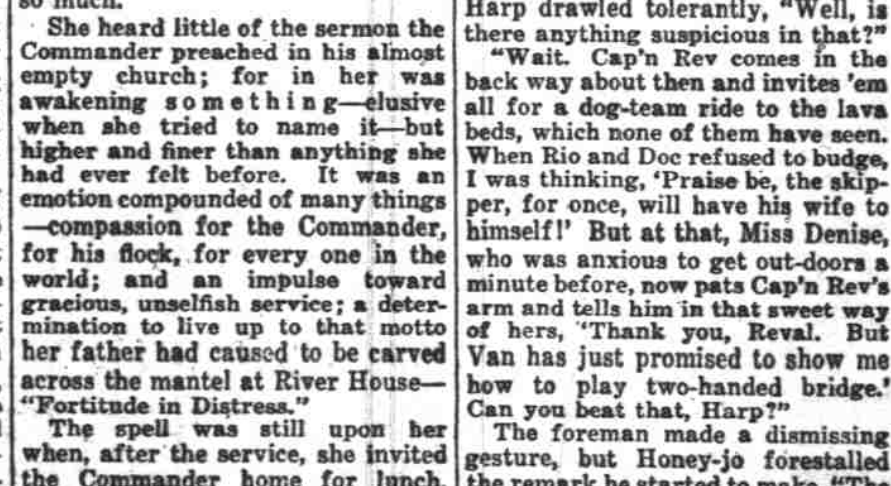 so much.
She heard little of the sermon the
Commander preached in his almost
empty church; for in her was
awakening something—elusive
when she tried to name it—but
higher and finer than anything she
had ever felt before. It was an
emotion compounded of many things
—compassion for the Commander,
for his flock, for every one in the
world; and an impulse toward
gracious, unselfish service; a deter-
mination to live up to that motto
her father had caused to be carved
across the mantel at River House—
"Fortitude in Distress."
The spell was still upon her
when, after the service, she invited
the Commander home for lunch.
Harp drawled tolerantly, "Well, is
there anything suspicious in that?"
"Wait. Cap'n Rev comes in the
back way about then and invites 'em
all for a dog-team ride to the lava
beds, which none of them have seen.
When Rio and Doc refused to budge,
I was thinking, 'Praise be, the skip-
per, for once, will have his wife to
himself!' But at that, Miss Denise,
who was anxious to get out-doors a
minute before, now pats Cap'n Rev's
arm and tells him in that sweet way
of hers, 'Thank you, Reval. But
Van has just promised to show me
how to play two-handed bridge.'
Can you beat that, Harp?"
The foreman made a dismissing
gesture, but Honey-jo forestalled
the remark he started to make. "The